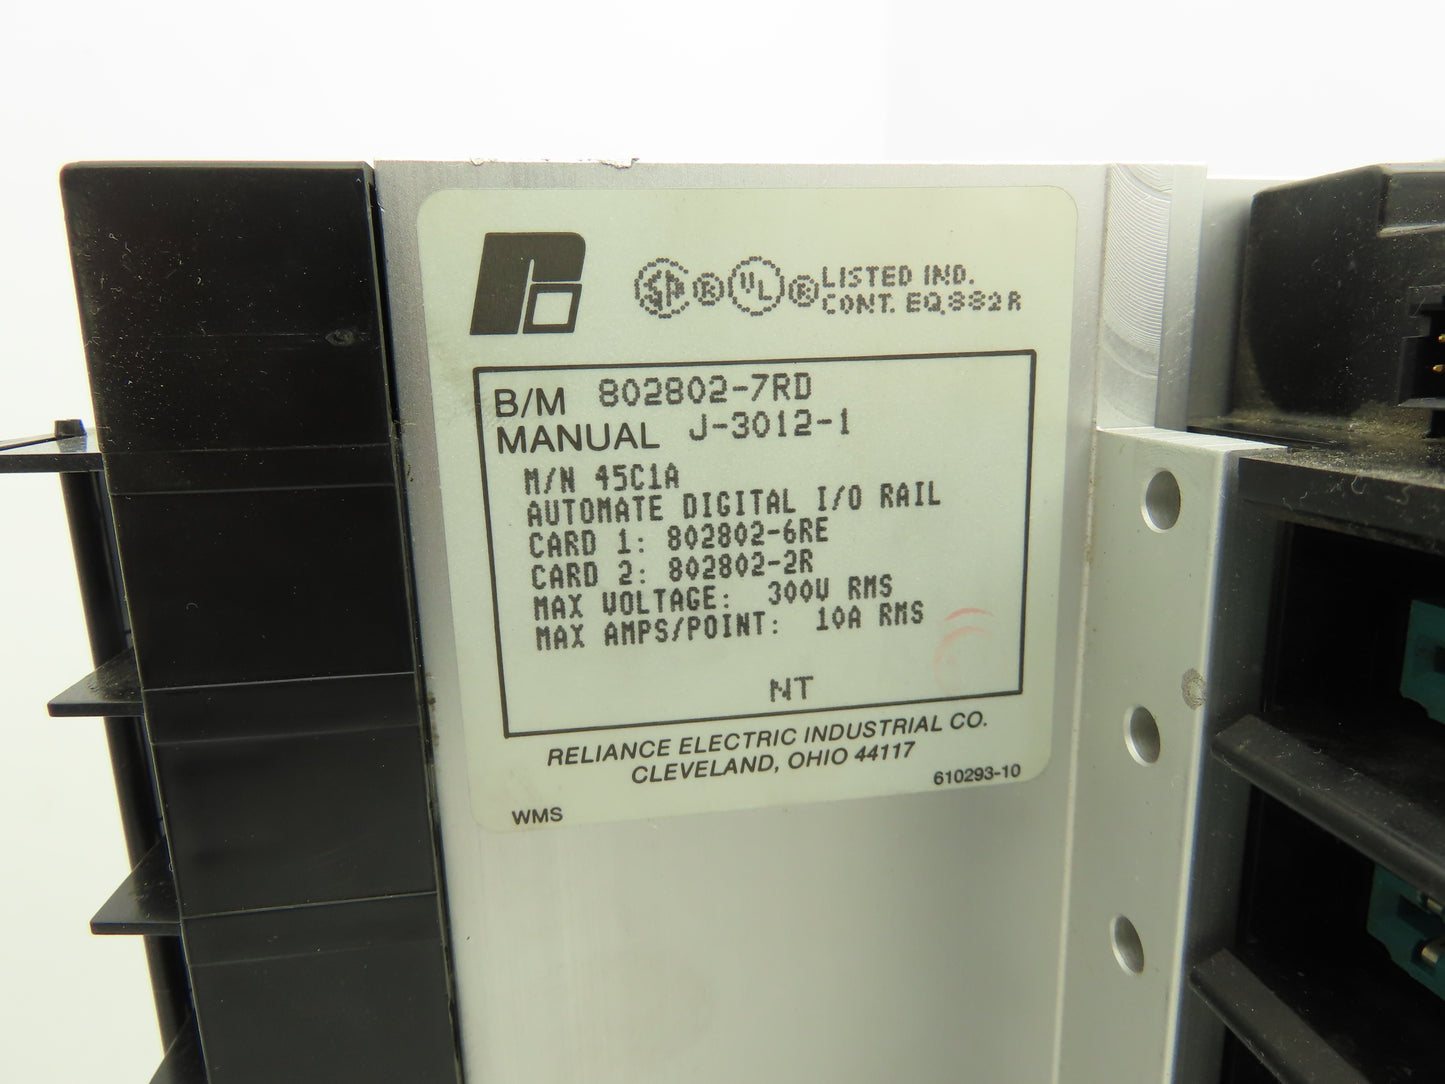 SA ® UL ® LISTED IND.
CONT. EQ.882R
B/M 802802-7RD
MANUAL J-3012-1
M/N 45C1A
AUTOMATE DIGITAL I/O RAIL
CARD 1: 802802-6RE
CARD 2: 802802-2R
MAX VOLTAGE: 300V RMS
MAX AMPS/POINT: 10A RMS
NT
RELIANCE ELECTRIC INDUSTRIAL CO.
CLEVELAND, OHIO 44117
610293-10
WMS